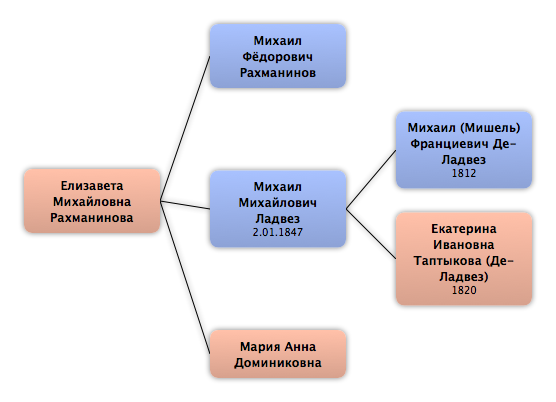 Михаил
Фёдорович
Рахманинов
Михаил (Мишель)
Францевич Де-
Ладвез
1812
Елизавета
Михайловна
Рахманинова
Михаил
Михайлович
Ладвез
2.01.1847
Екатерина
Ивановна
Таптыкова (Де-
Ладвез)
1820
Мария Анна
Доминиковна